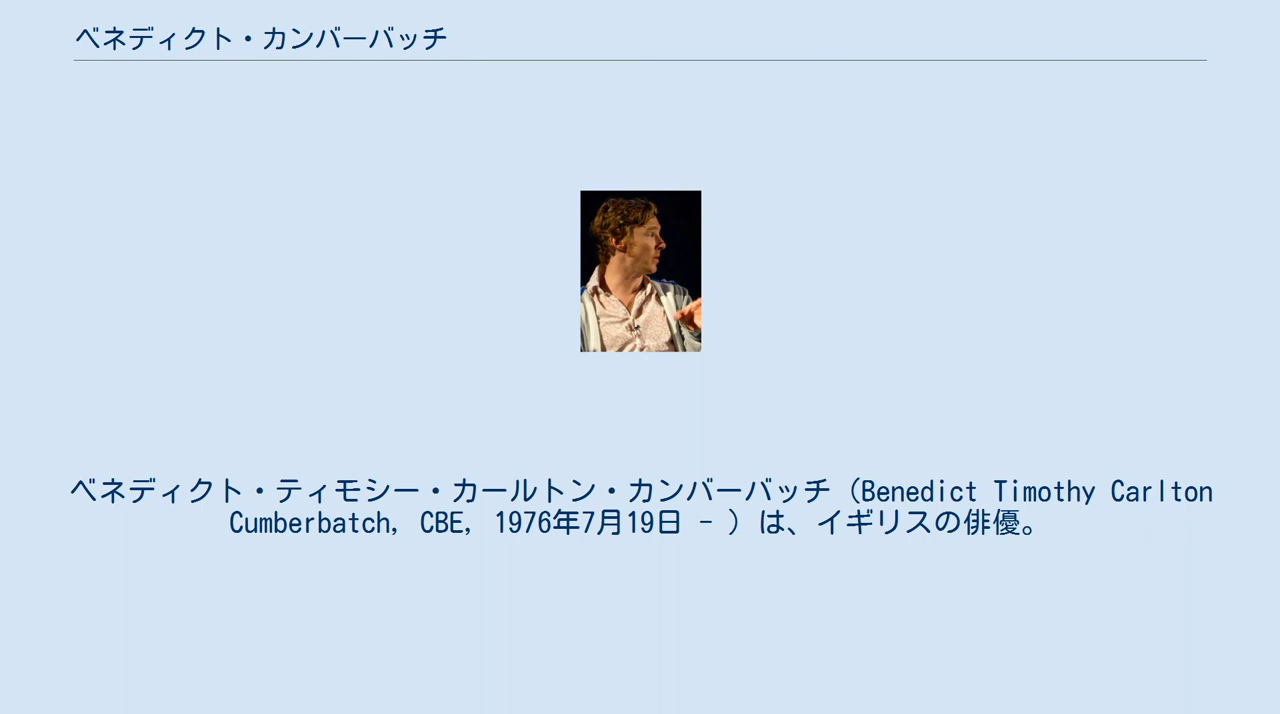 ベネディクト・カンバーバッチ
ベネディクト・ティモシー・カールトン・カンバーバッチ（Benedict Timothy Carlton
Cumberbatch, CBE, 1976年7月19日 - ）は、イギリスの俳優。